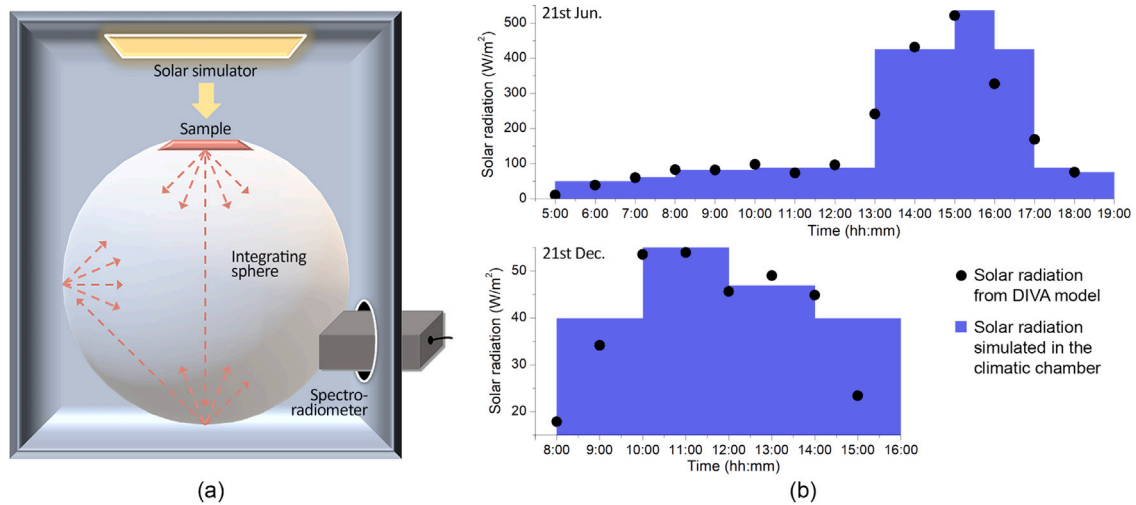 Solar simulator
Sample
Integrating
sphere
Spectro-
radiometer
(a)
21st Jun.
Solar radiation (W/m²)
500
400
300
200
100
0
5:00 6:00 7:00 8:00 9:00 10:00 11:00 12:00 13:00 14:00 15:00 16:00 17:00 18:00 19:00
Time (hh:mm)
21st Dec.
Solar radiation (W/m²)
50
40
30
20
8:00 9:00 10:00 11:00 12:00 13:00 14:00 15:00 16:00
Time (hh:mm)
Solar radiation
from DIVA model
Solar radiation
simulated in the
climatic chamber
(b)